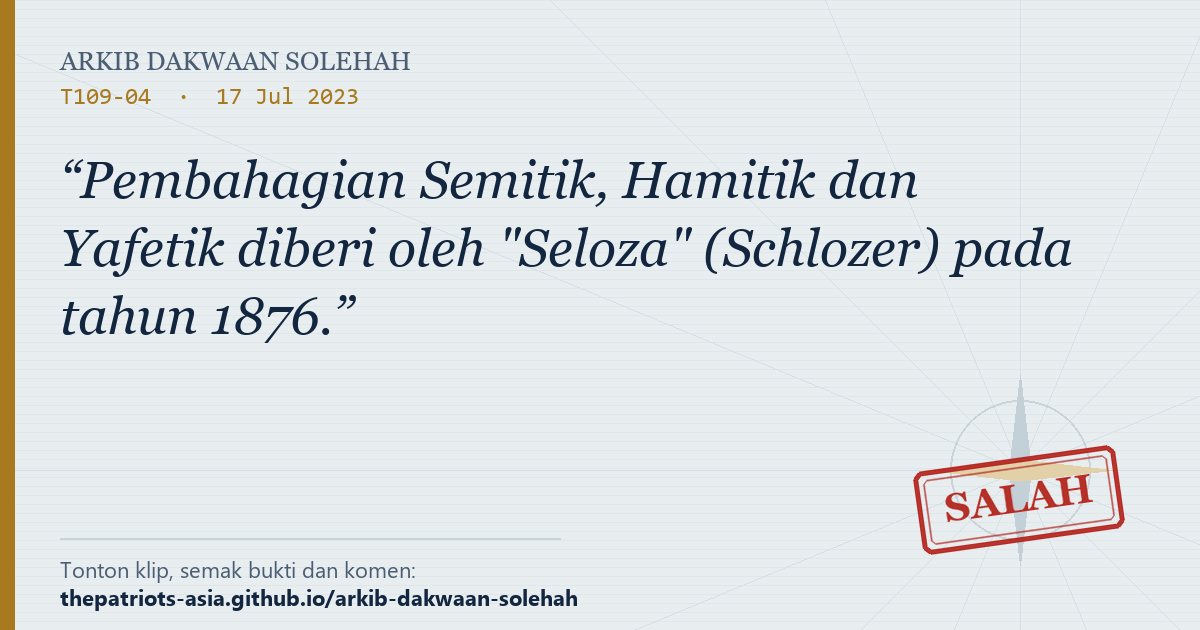 ARKIB DAKWAAN SOLEHAH
T109-04 · 17 Jul 2023
“Pembahagian Semitik, Hamitik dan
Yafetik diberi oleh "Seloza" (Schlozer) pada
tahun 1876.”
SALAH
Tonton klip, semak bukti dan komen:
thepatriots-asia.github.io/arkib-dakwaan-solehah